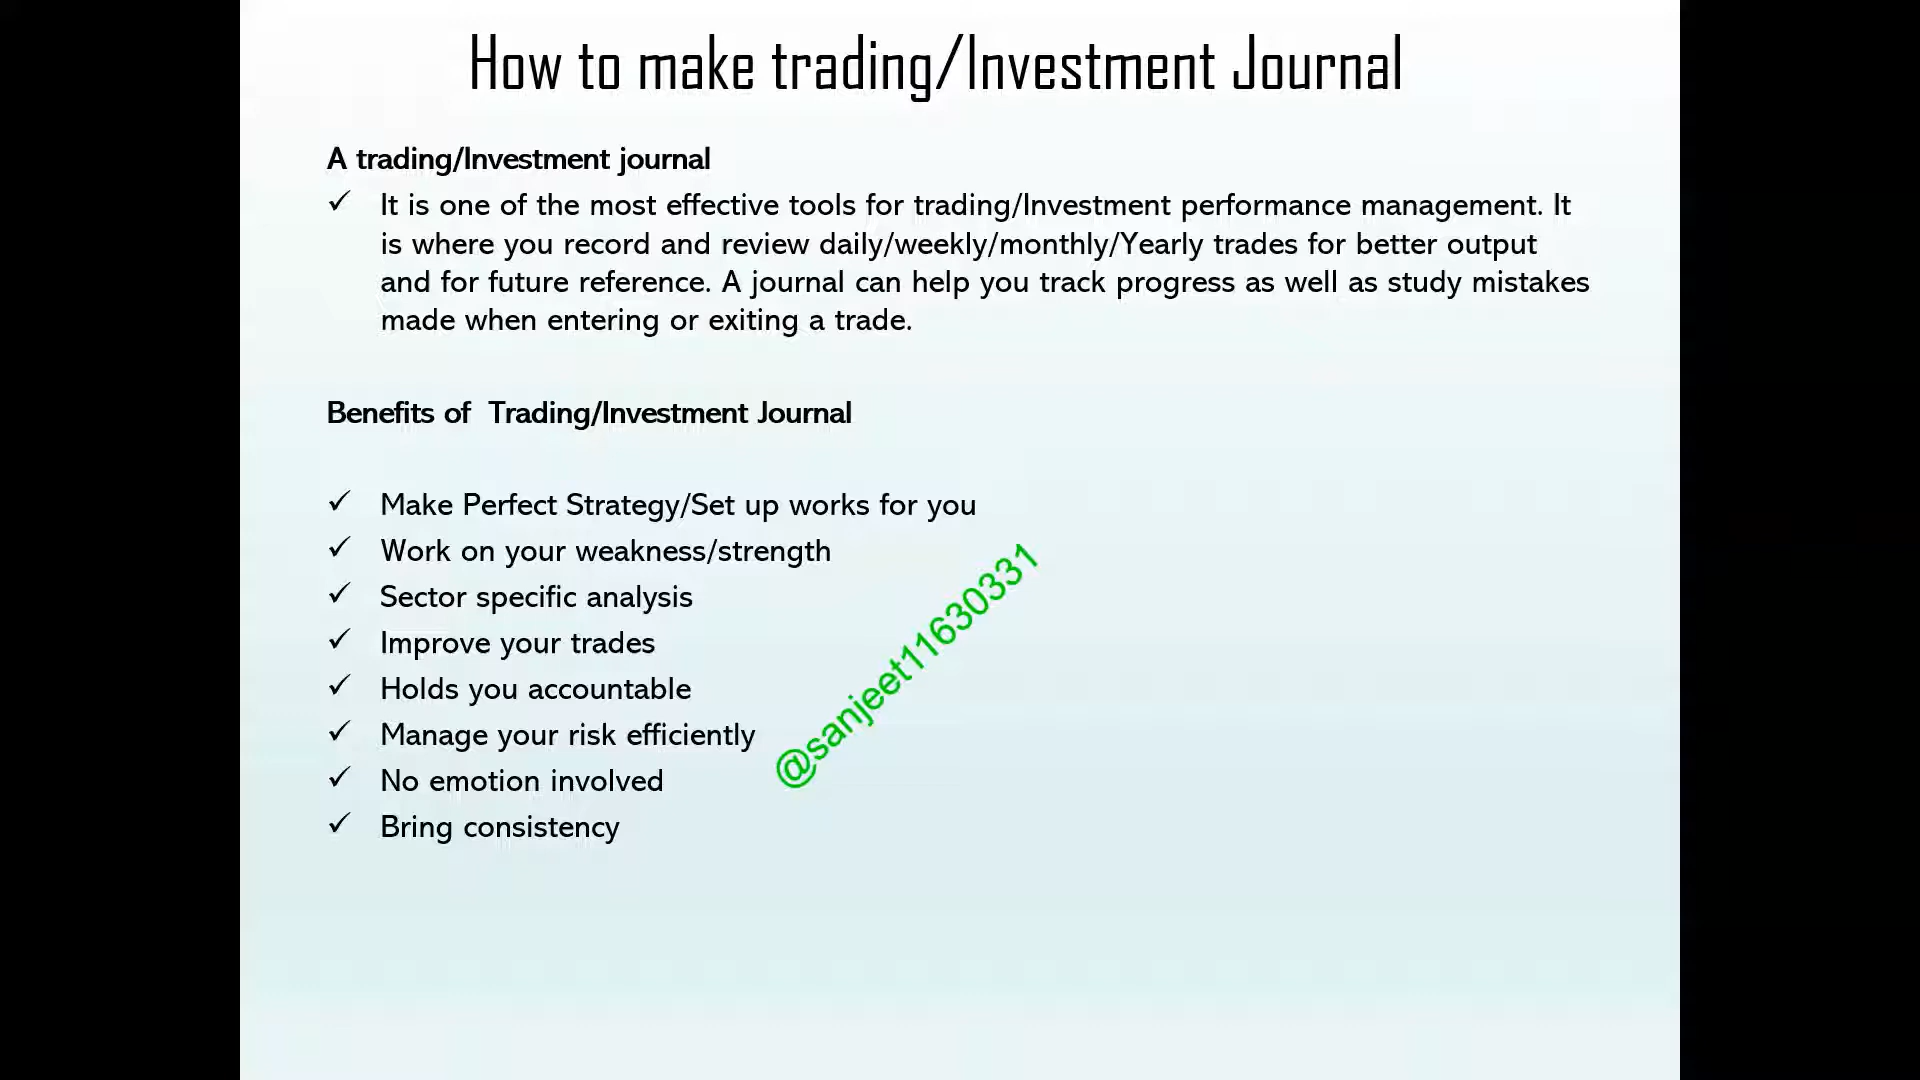 How to make trading/Investment Journal
A trading/Investment journal
✓ It is one of the most effective tools for trading/Investment performance management. It
is where you record and review daily/weekly/monthly/Yearly trades for better output
and for future reference. A journal can help you track progress as well as study mistakes
made when entering or exiting a trade.
Benefits of  Trading/Investment Journal
✓ Make Perfect Strategy/Set up works for you
✓ Work on your weakness/strength
✓ Sector specific analysis
✓ Improve your trades
✓ Holds you accountable
✓ Manage your risk efficiently
✓ No emotion involved
✓ Bring consistency
@sanjeet11630331